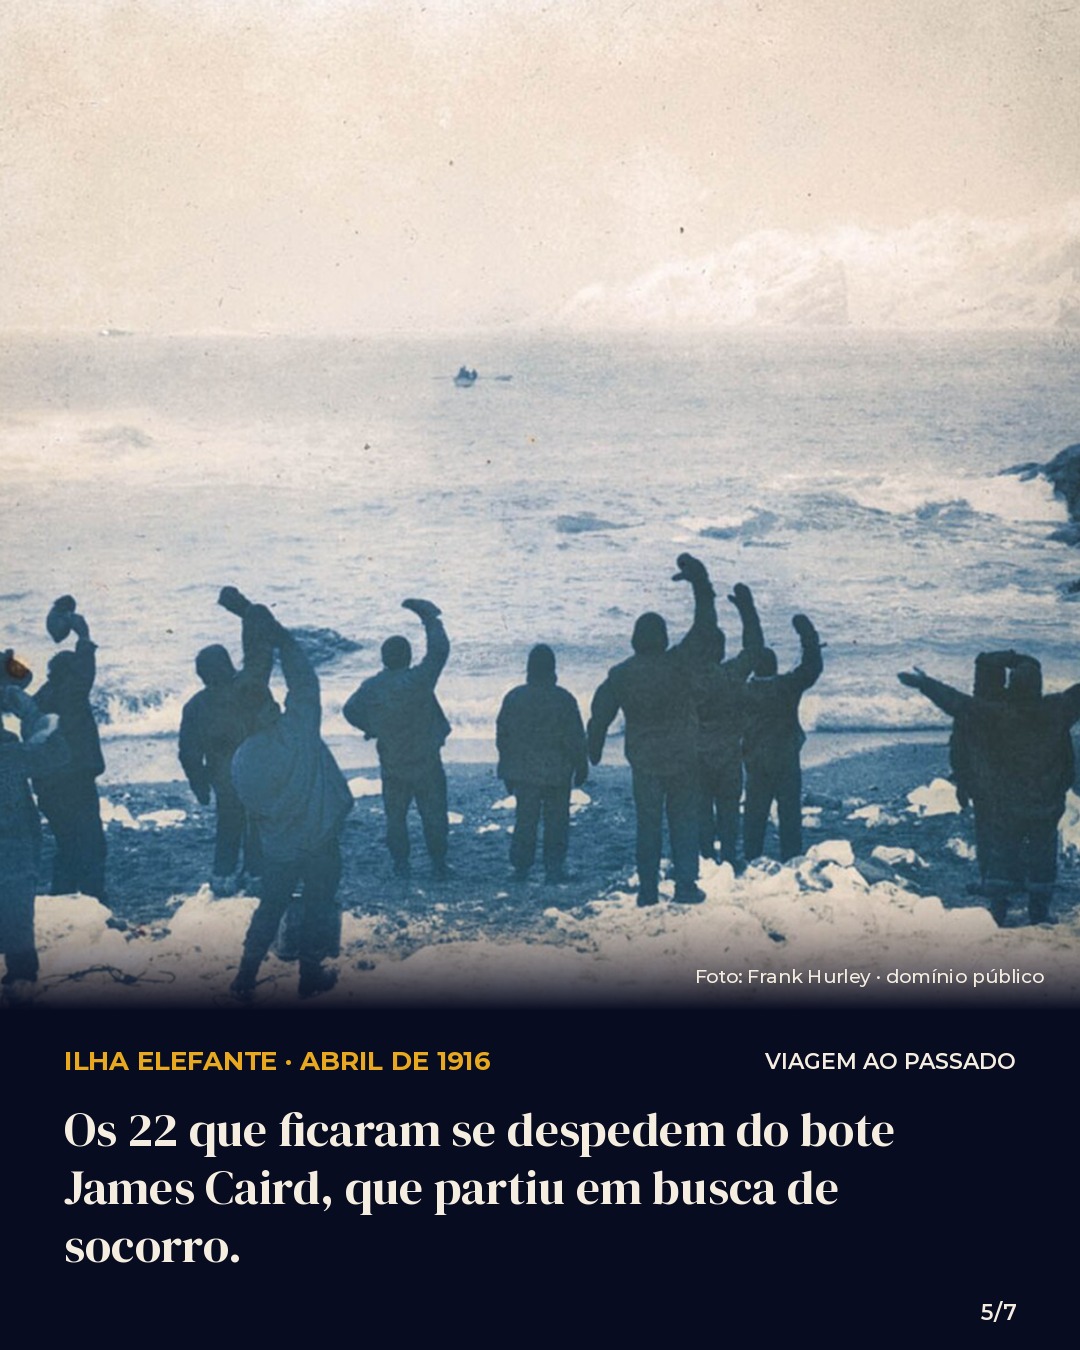 Foto: Frank Hurley · domínio público
ILHA ELEFANTE · ABRIL DE 1916
VIAGEM AO PASSADO
Os 22 que ficaram se despedem do bote
James Caird, que partiu em busca de
socorro.
5/7